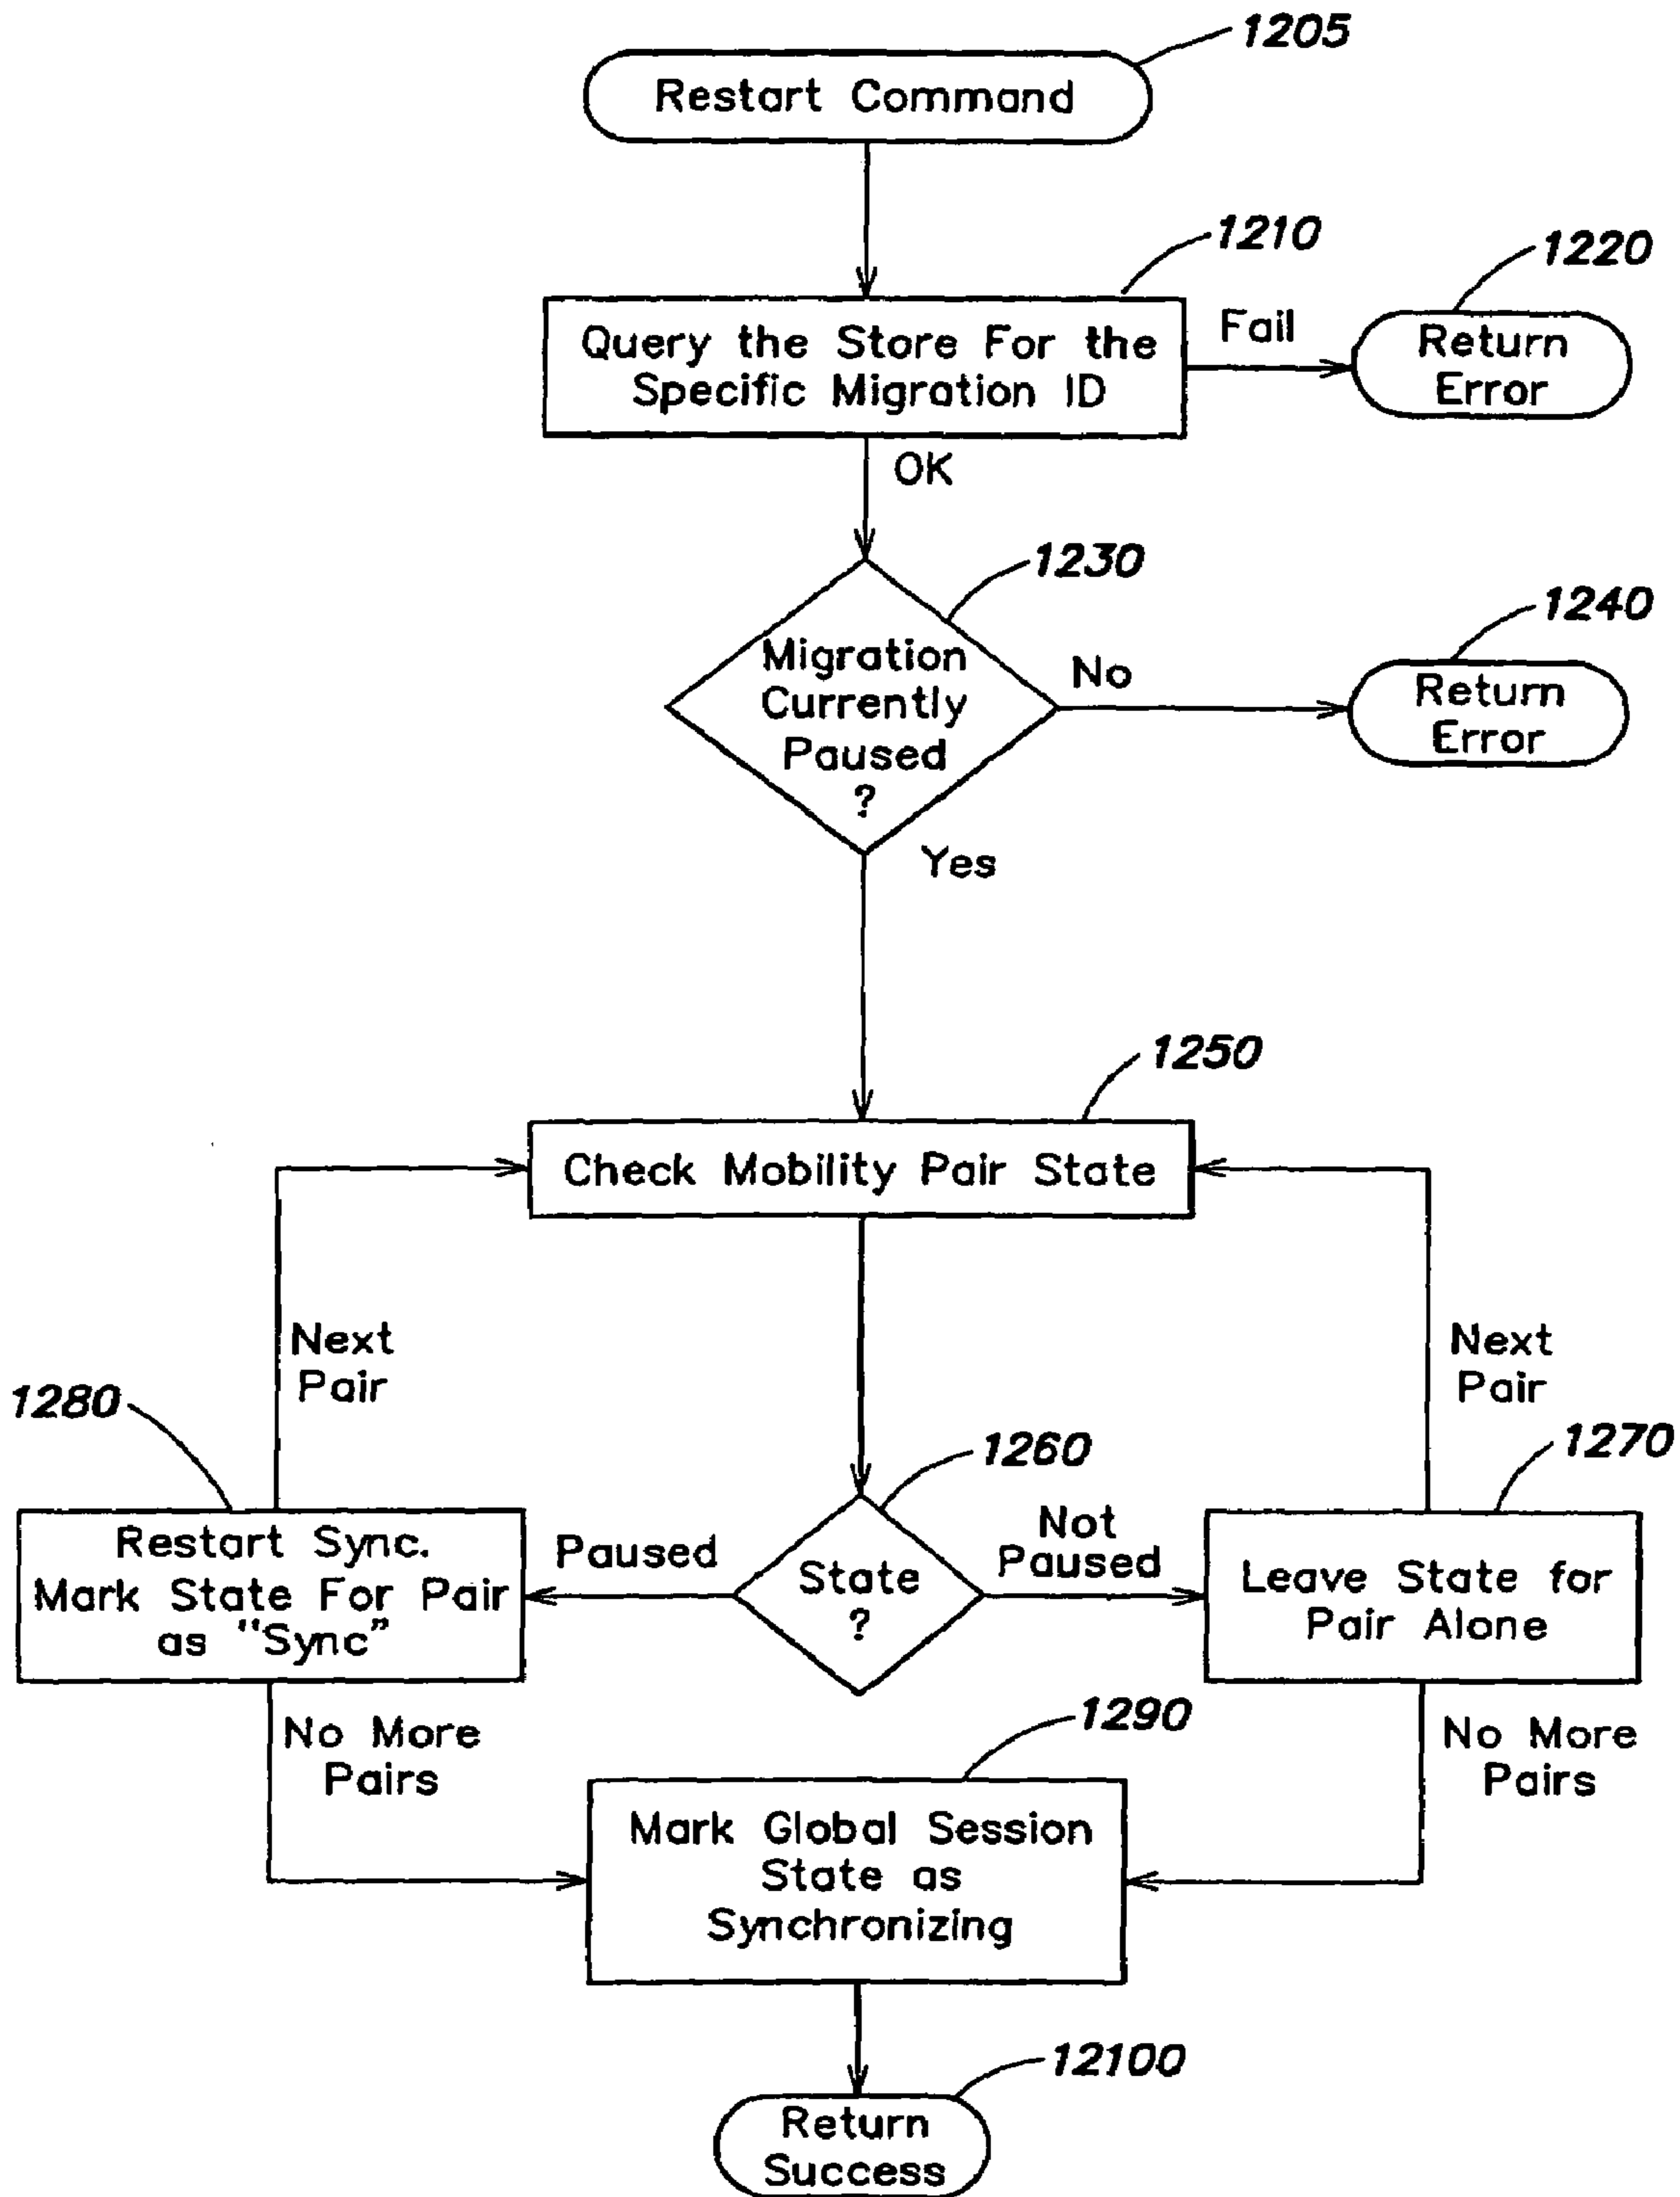 1205
Restart Command
1210
1220
Query the Store For the
Specific Migration ID
Fail
Return
Error
OK
1230
1240
Migration
Currently
Paused
?
No
Return
Error
Yes
1250
Check Mobility Pair State
Next
Pair
Next
Pair
1280
1260
1270
Restart Sync.
Mark State For Pair
as "Sync"
Paused
State
?
Not
Paused
Leave State for
Pair Alone
No More
Pairs
1290
No More
Pairs
Mark Global Session
State as
Synchronizing
12100
Return
Success